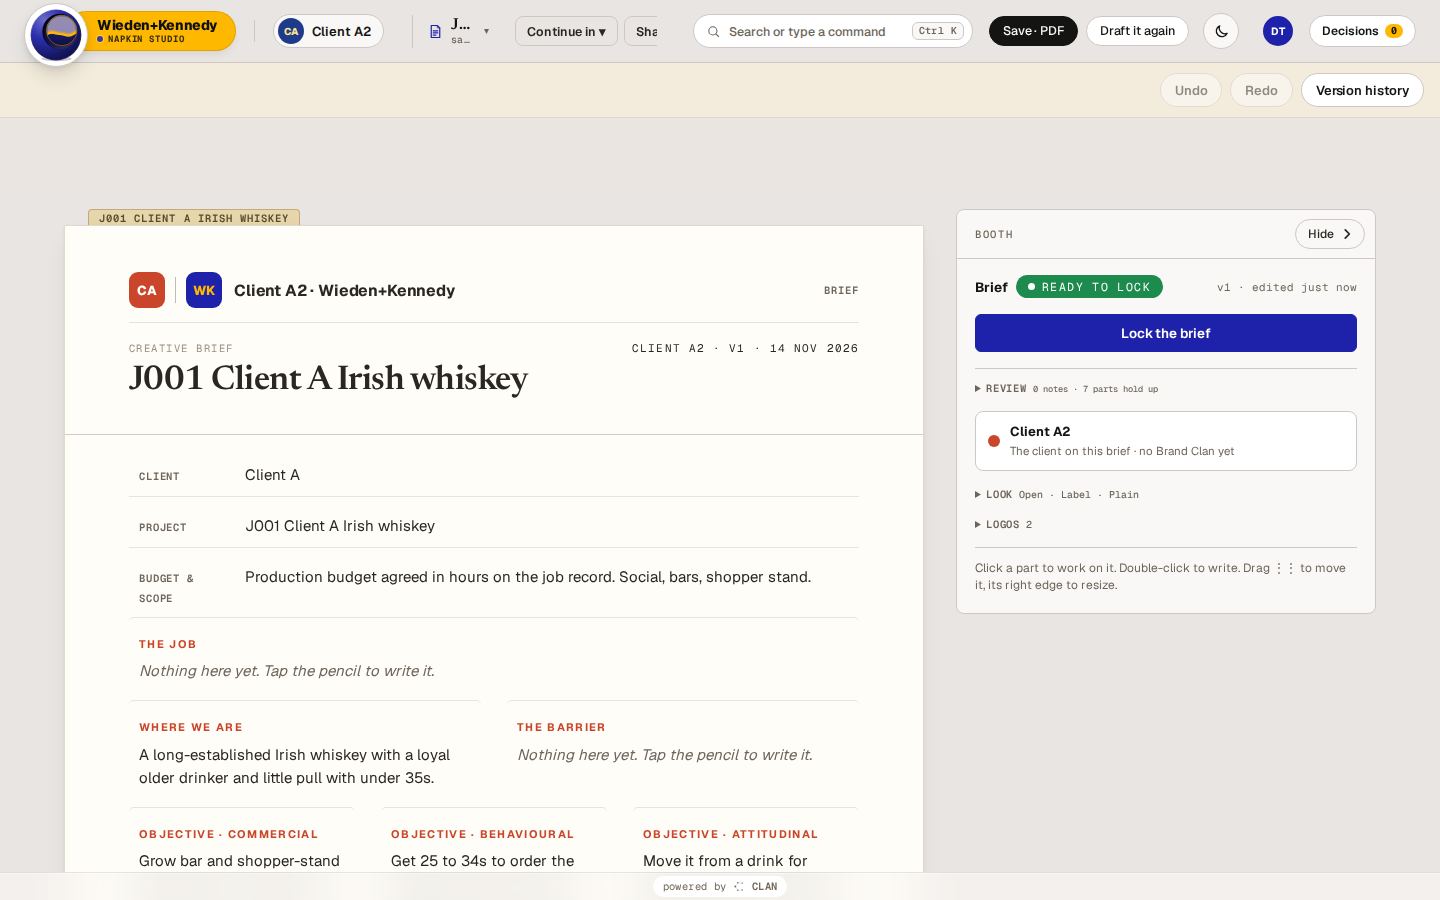 Wieden+Kennedy
NAPKIN STUDIO
CA Client A2
J...
sa...
Continue in ▾
Sha
Search or type a command Ctrl K
Save · PDF
Draft it again
DT
Decisions 0
Undo
Redo
Version history
J001 CLIENT A IRISH WHISKEY
CA WK Client A2 · Wieden+Kennedy
BRIEF
CREATIVE BRIEF
CLIENT A2 · V1 · 14 NOV 2026
J001 Client A Irish whiskey
CLIENT Client A
PROJECT J001 Client A Irish whiskey
BUDGET & SCOPE Production budget agreed in hours on the job record. Social, bars, shopper stand.
THE JOB
Nothing here yet. Tap the pencil to write it.
WHERE WE ARE
A long-established Irish whiskey with a loyal
older drinker and little pull with under 35s.
THE BARRIER
Nothing here yet. Tap the pencil to write it.
OBJECTIVE · COMMERCIAL
Grow bar and shopper-stand
OBJECTIVE · BEHAVIOURAL
Get 25 to 34s to order the
OBJECTIVE · ATTITUDINAL
Move it from a drink for
BOOTH
Hide
Brief READY TO LOCK v1 · edited just now
Lock the brief
REVIEW 0 notes · 7 parts hold up
Client A2
The client on this brief · no Brand Clan yet
LOOK Open · Label · Plain
LOGOS 2
Click a part to work on it. Double-click to write. Drag ⋮⋮ to move
it, its right edge to resize.
powered by CLAN